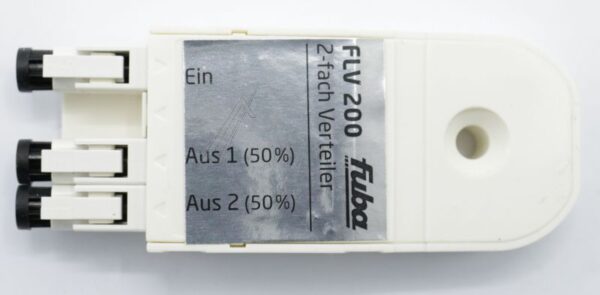 Ein
Aus 1 (50%)
Aus 2 (50%)
FLV 200
2-fach Verteiler
fuba